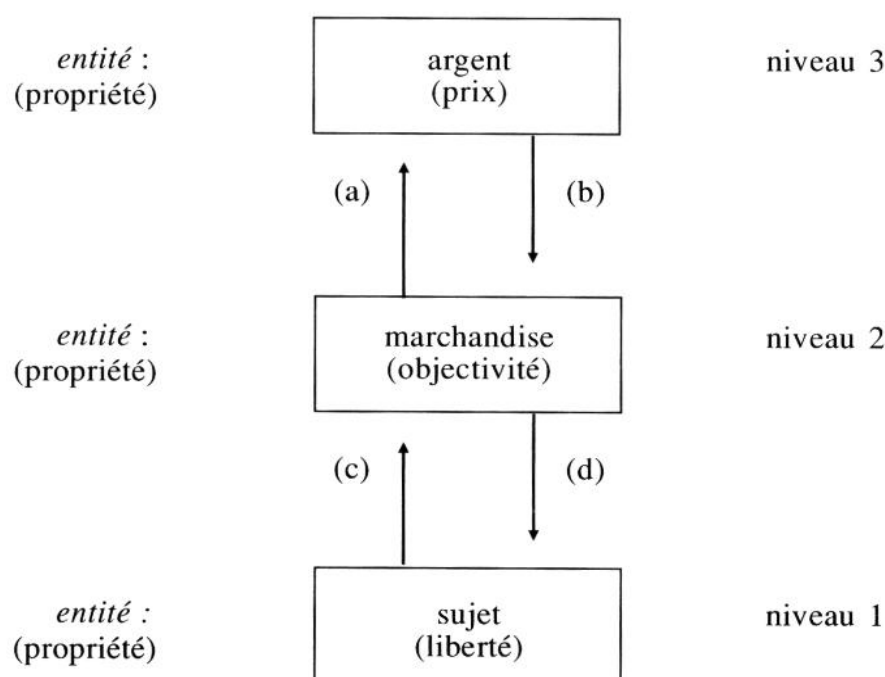 entité : argent niveau 3
(propriété) (prix)
(a) (b)
entité : marchandise niveau 2
(propriété) (objectivité)
(c) (d)
entité : sujet niveau 1
(propriété) (liberté)